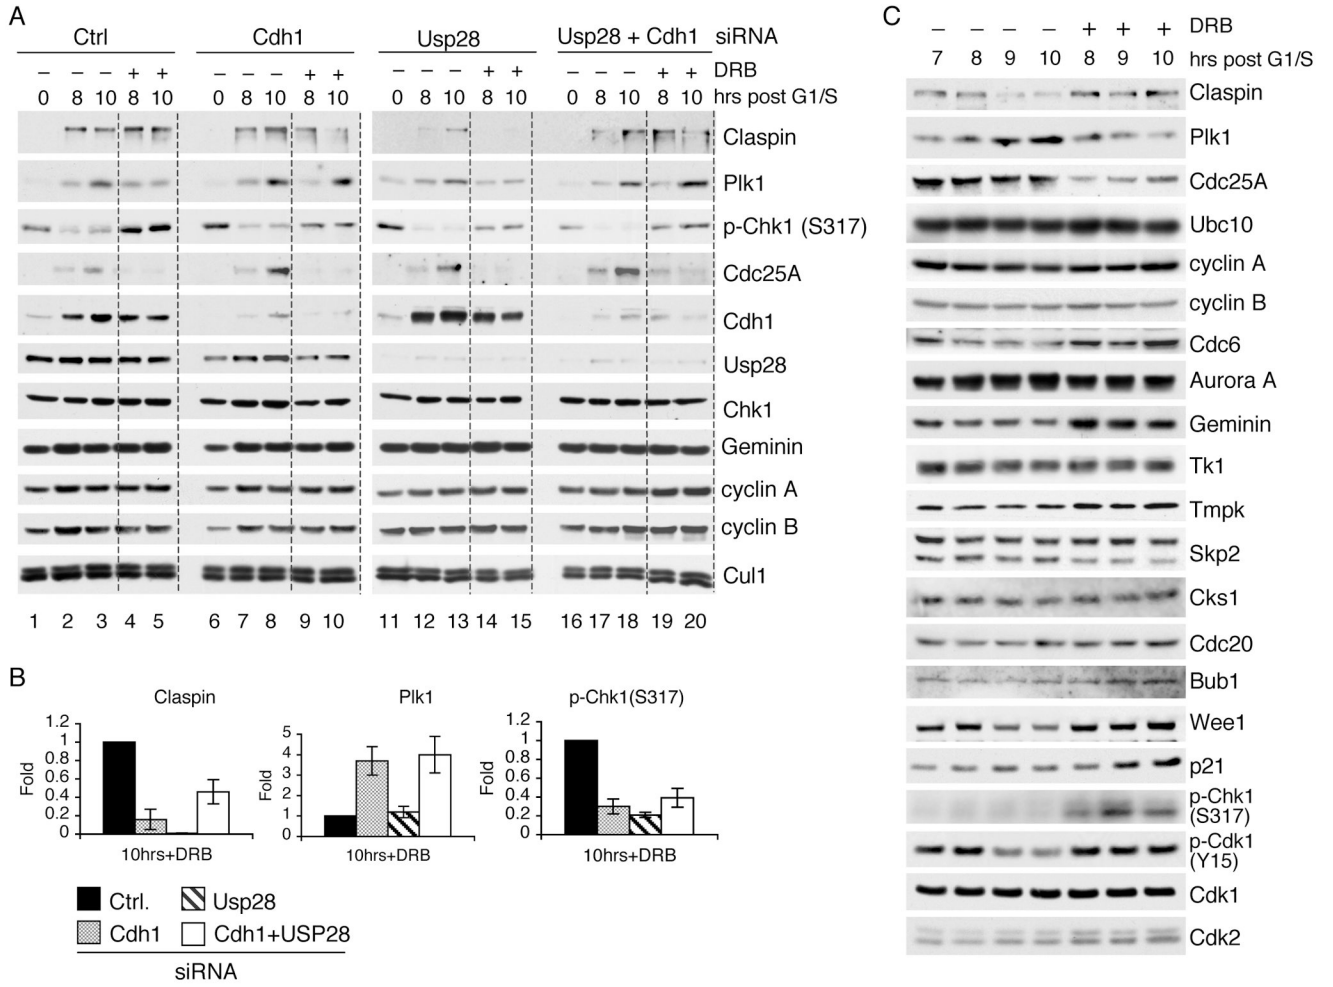 A
Ctrl Cdh1 Usp28 Usp28 + Cdh1 siRNA
– – – + + – – – + + – – – + + – – – + + DRB
0 8 10 8 10 0 8 10 8 10 0 8 10 8 10 0 8 10 8 10 hrs post G1/S
Claspin
Plk1
p-Chk1 (S317)
Cdc25A
Cdh1
Usp28
Chk1
Geminin
cyclin A
cyclin B
Cul1
1 2 3 4 5 6 7 8 9 10 11 12 13 14 15 16 17 18 19 20
B
Claspin
Fold
1.2
1
0.8
0.6
0.4
0.2
0
10hrs+DRB
Plk1
Fold
5
4
3
2
1
0
10hrs+DRB
p-Chk1(S317)
Fold
1.2
1
0.8
0.6
0.4
0.2
0
10hrs+DRB
Ctrl. Usp28
Cdh1 Cdh1+USP28
siRNA
C
– – – – + + + DRB
7 8 9 10 8 9 10 hrs post G1/S
Claspin
Plk1
Cdc25A
Ubc10
cyclin A
cyclin B
Cdc6
Aurora A
Geminin
Tk1
Tmpk
Skp2
Cks1
Cdc20
Bub1
Wee1
p21
p-Chk1
(S317)
p-Cdk1
(Y15)
Cdk1
Cdk2